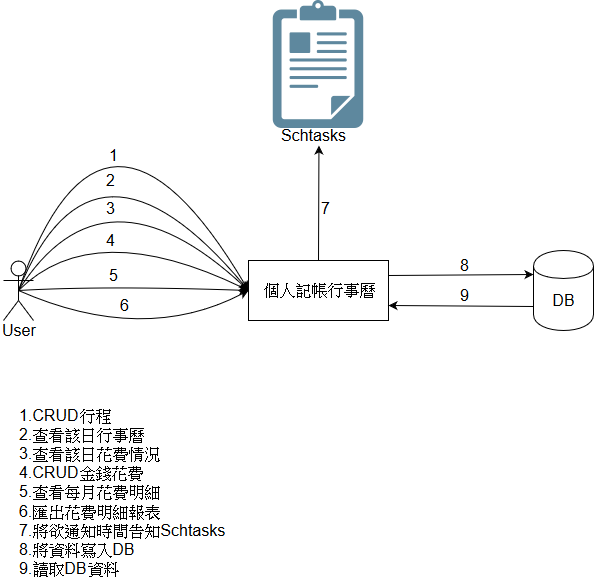 Schtasks
1
2
3
4
5
6
7
8
9
User
個人記帳行事曆
DB
1.CRUD行程
2.查看該日行事曆
3.查看該日花費情況
4.CRUD金錢花費
5.查看每月花費明細
6.匯出花費明細報表
7.將欲通知時間告知Schtasks
8.將資料寫入DB
9.讀取DB資料